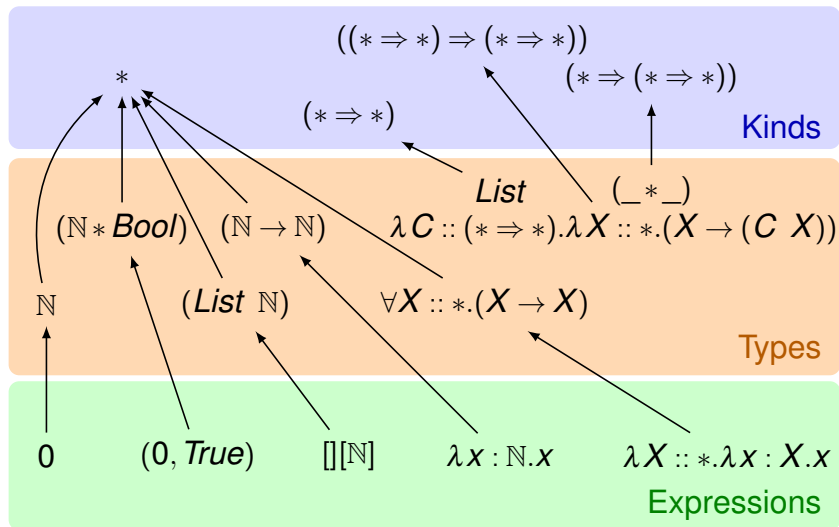 ((∗ ⇒ ∗) ⇒ (∗ ⇒ ∗))
∗
(∗ ⇒ (∗ ⇒ ∗))
(∗ ⇒ ∗)
Kinds
List
(_ ∗ _)
(ℕ ∗ Bool)
(ℕ → ℕ)
λC :: (∗ ⇒ ∗).λX :: ∗.(X → (C X))
ℕ
(List ℕ)
∀X :: ∗.(X → X)
Types
0
(0, True)
[][ℕ]
λx : ℕ.x
λX :: ∗.λx : X.x
Expressions